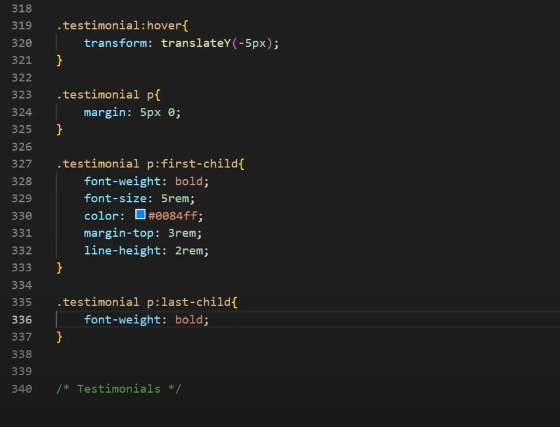 318
319 .testimonial:hover{
320 transform: translateY(-5px);
321 }
322
323 .testimonial p{
324 margin: 5px 0;
325 }
326
327 .testimonial p:first-child{
328 font-weight: bold;
329 font-size: 5rem;
330 color: #0084ff;
331 margin-top: 3rem;
332 line-height: 2rem;
333 }
334
335 .testimonial p:last-child{
336 font-weight: bold;
337 }
338
339
340 /* Testimonials */